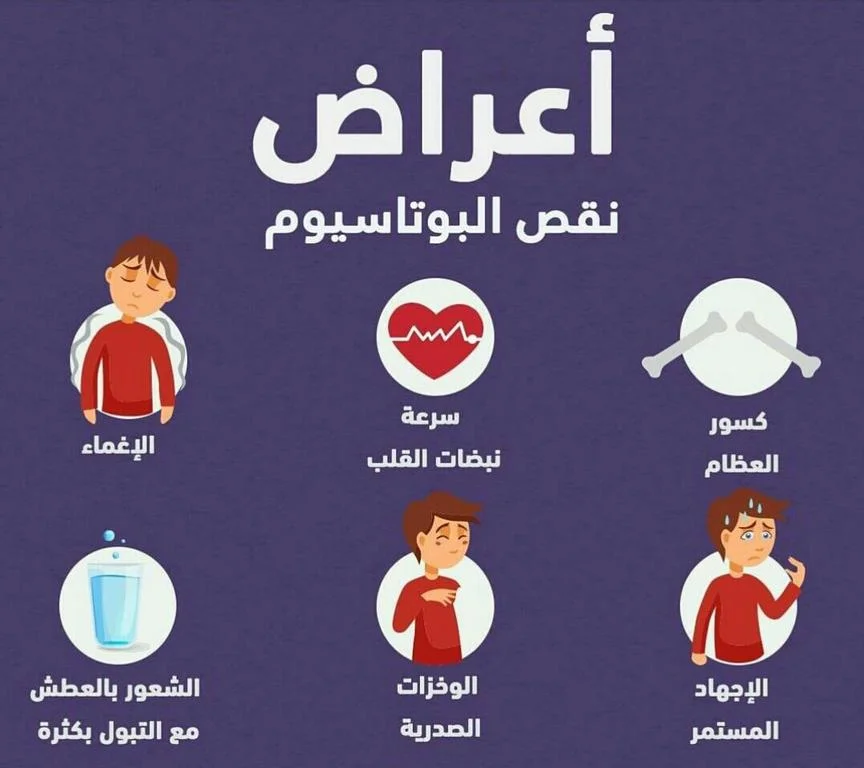 أعراض
نقص البوتاسيوم
كسور
العظام
سرعة
نبضات القلب
الإغماء
الإجهاد
المستمر
الوخزات
الصدرية
الشعور بالعطش
مع التبول بكثرة